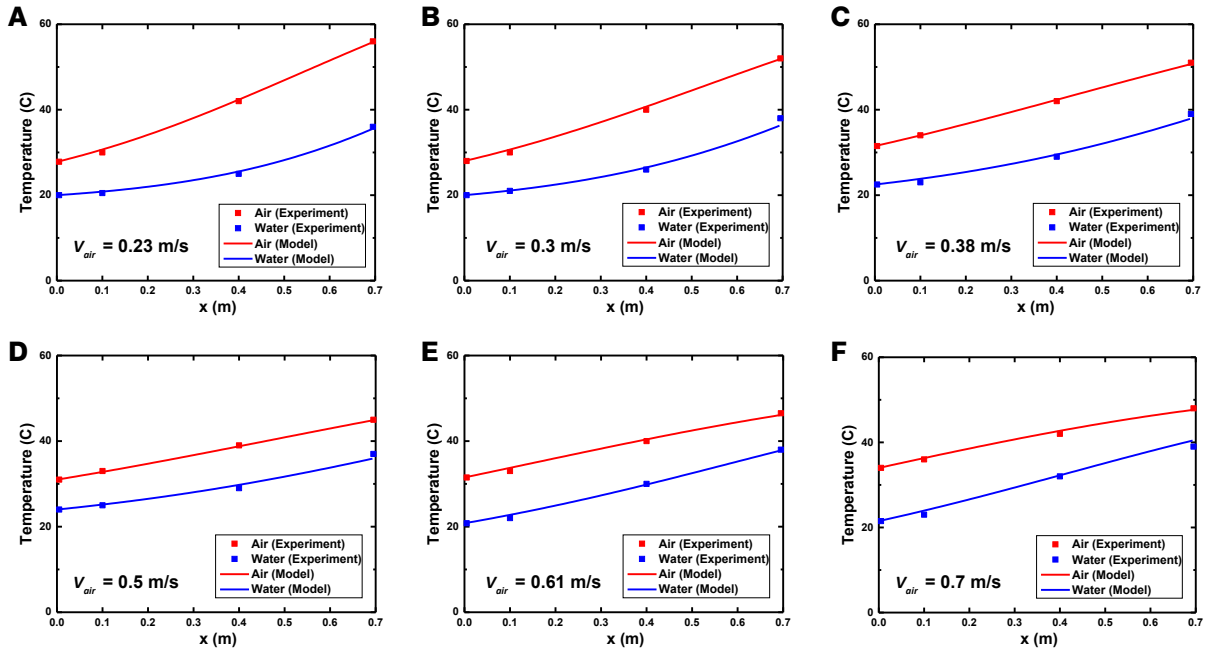 A
60
40
20
0
Temperature (C)
Air (Experiment)
Water (Experiment)
Air (Model)
Water (Model)
V_air = 0.23 m/s
0.0 0.1 0.2 0.3 0.4 0.5 0.6 0.7
x (m)
B
60
40
20
0
Temperature (C)
Air (Experiment)
Water (Experiment)
Air (Model)
Water (Model)
V_air = 0.3 m/s
0.0 0.1 0.2 0.3 0.4 0.5 0.6 0.7
x (m)
C
60
40
20
0
Temperature (C)
Air (Experiment)
Water (Experiment)
Air (Model)
Water (Model)
V_air = 0.38 m/s
0.0 0.1 0.2 0.3 0.4 0.5 0.6 0.7
x (m)
D
60
40
20
0
Temperature (C)
Air (Experiment)
Water (Experiment)
Air (Model)
Water (Model)
V_air = 0.5 m/s
0.0 0.1 0.2 0.3 0.4 0.5 0.6 0.7
x (m)
E
60
40
20
0
Temperature (C)
Air (Experiment)
Water (Experiment)
Air (Model)
Water (Model)
V_air = 0.61 m/s
0.0 0.1 0.2 0.3 0.4 0.5 0.6 0.7
x (m)
F
60
40
20
0
Temperature (C)
Air (Experiment)
Water (Experiment)
Air (Model)
Water (Model)
V_air = 0.7 m/s
0.0 0.1 0.2 0.3 0.4 0.5 0.6 0.7
x (m)